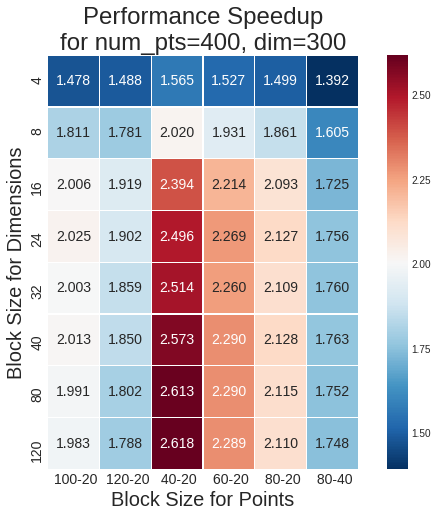 Performance Speedup
for num_pts=400, dim=300
Block Size for Dimensions
4 1.478 1.488 1.565 1.527 1.499 1.392
8 1.811 1.781 2.020 1.931 1.861 1.605
16 2.006 1.919 2.394 2.214 2.093 1.725
24 2.025 1.902 2.496 2.269 2.127 1.756
32 2.003 1.859 2.514 2.260 2.109 1.760
40 2.013 1.850 2.573 2.290 2.128 1.763
80 1.991 1.802 2.613 2.290 2.115 1.752
120 1.983 1.788 2.618 2.289 2.110 1.748
100-20 120-20 40-20 60-20 80-20 80-40
Block Size for Points
2.50
2.25
2.00
1.75
1.50